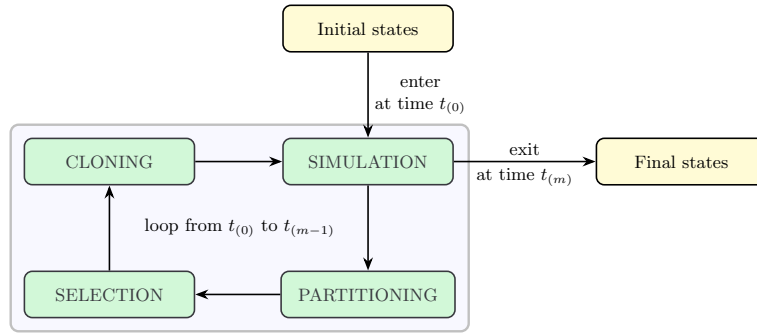 Initial states
enter
at time t₍₀₎
CLONING
SIMULATION
exit
at time t₍ₘ₎
Final states
loop from t₍₀₎ to t₍ₘ₋₁₎
SELECTION
PARTITIONING